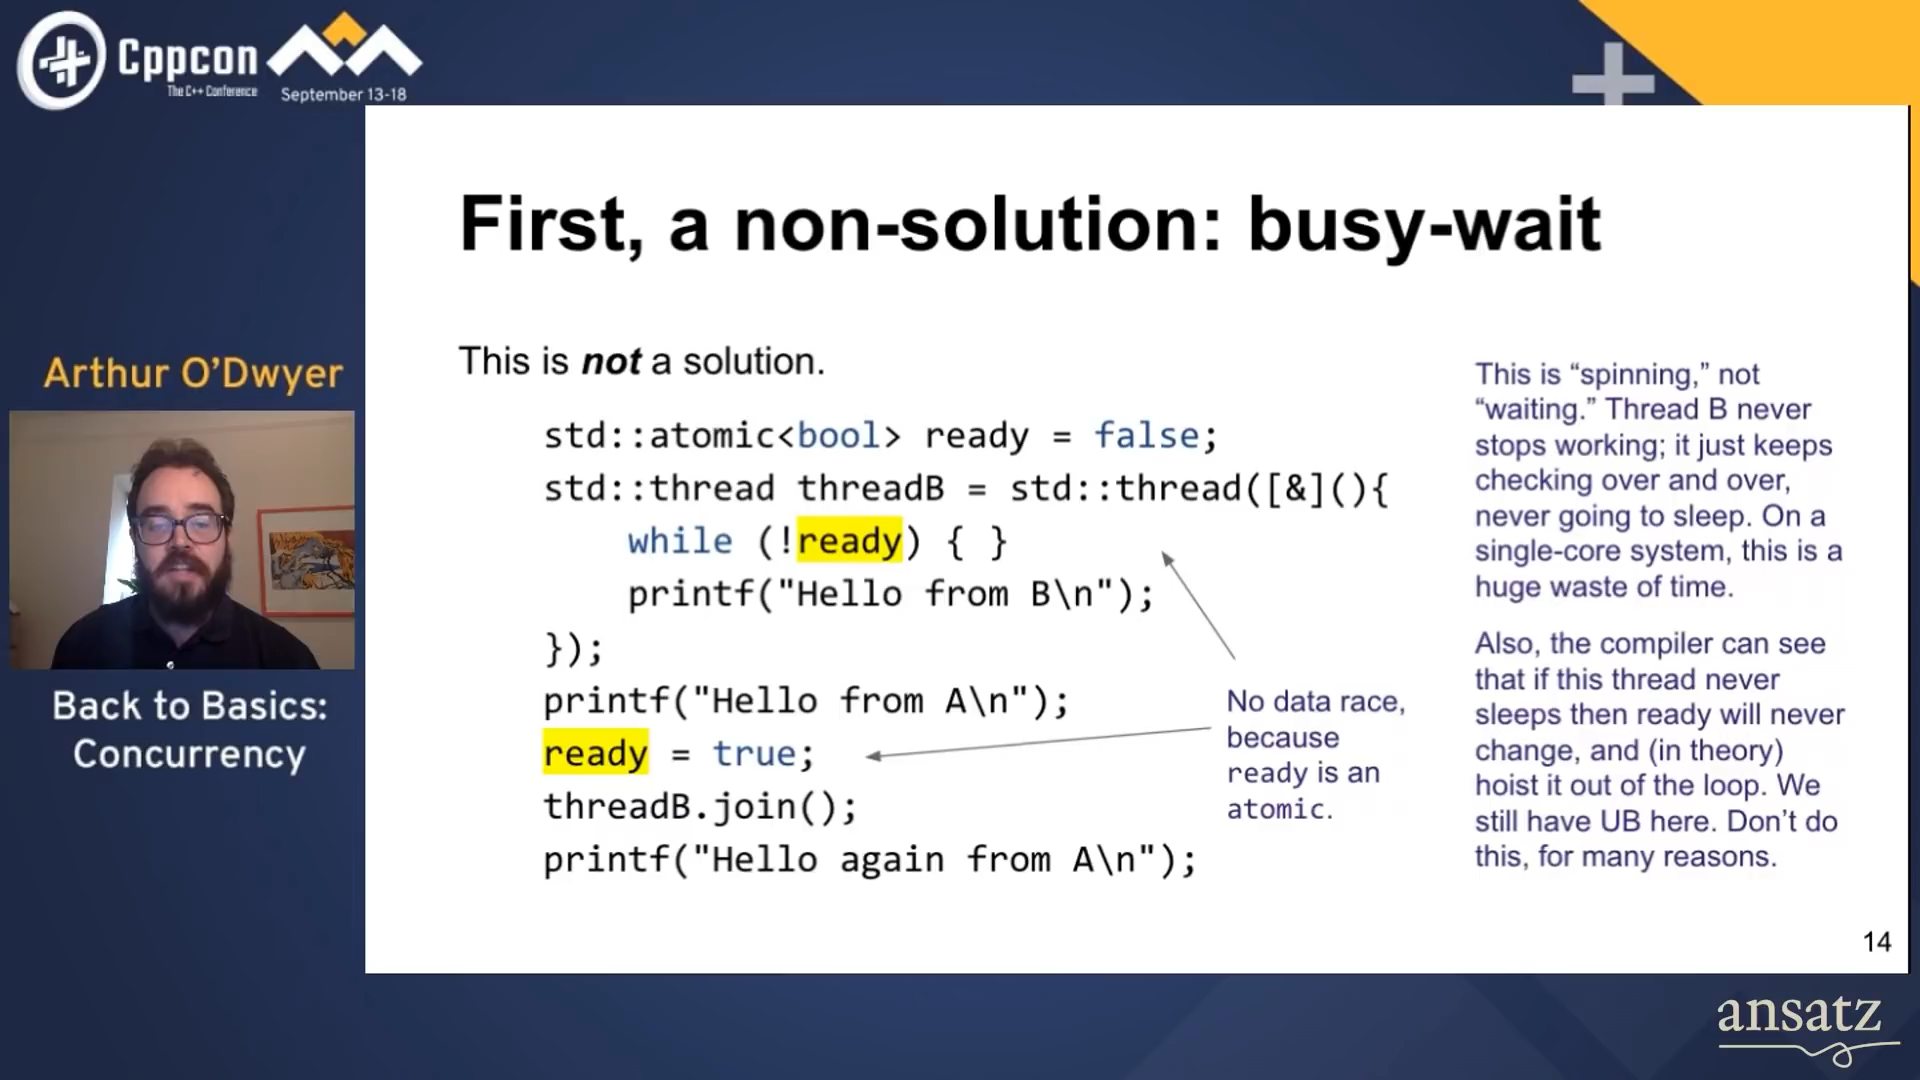 Cppcon
The C++ Conference
September 13-18
First, a non-solution: busy-wait
Arthur O'Dwyer
Back to Basics:
Concurrency
This is not a solution.
std::atomic<bool> ready = false;
std::thread threadB = std::thread([&](){
    while (!ready) { }
    printf("Hello from B\n");
});
printf("Hello from A\n");
ready = true;
threadB.join();
printf("Hello again from A\n");
No data race,
because
ready is an
atomic.
This is “spinning,” not
“waiting.” Thread B never
stops working; it just keeps
checking over and over,
never going to sleep. On a
single-core system, this is a
huge waste of time.
Also, the compiler can see
that if this thread never
sleeps then ready will never
change, and (in theory)
hoist it out of the loop. We
still have UB here. Don’t do
this, for many reasons.
14
ansatz